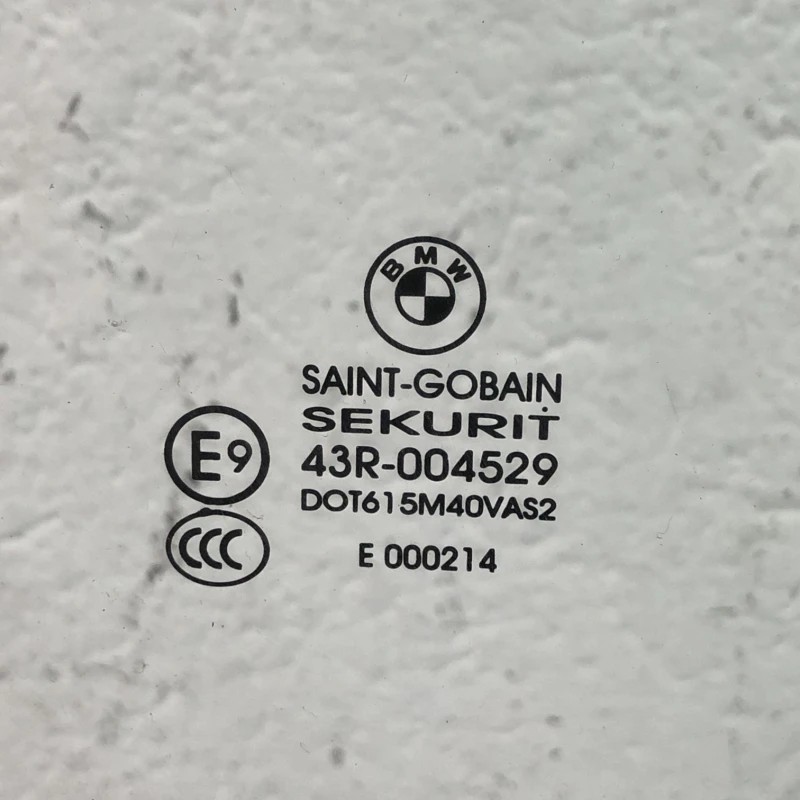 BMW
SAINT-GOBAIN
SEKURIT
E9
43R-004529
DOT615M40VAS2
CCC
E 000214